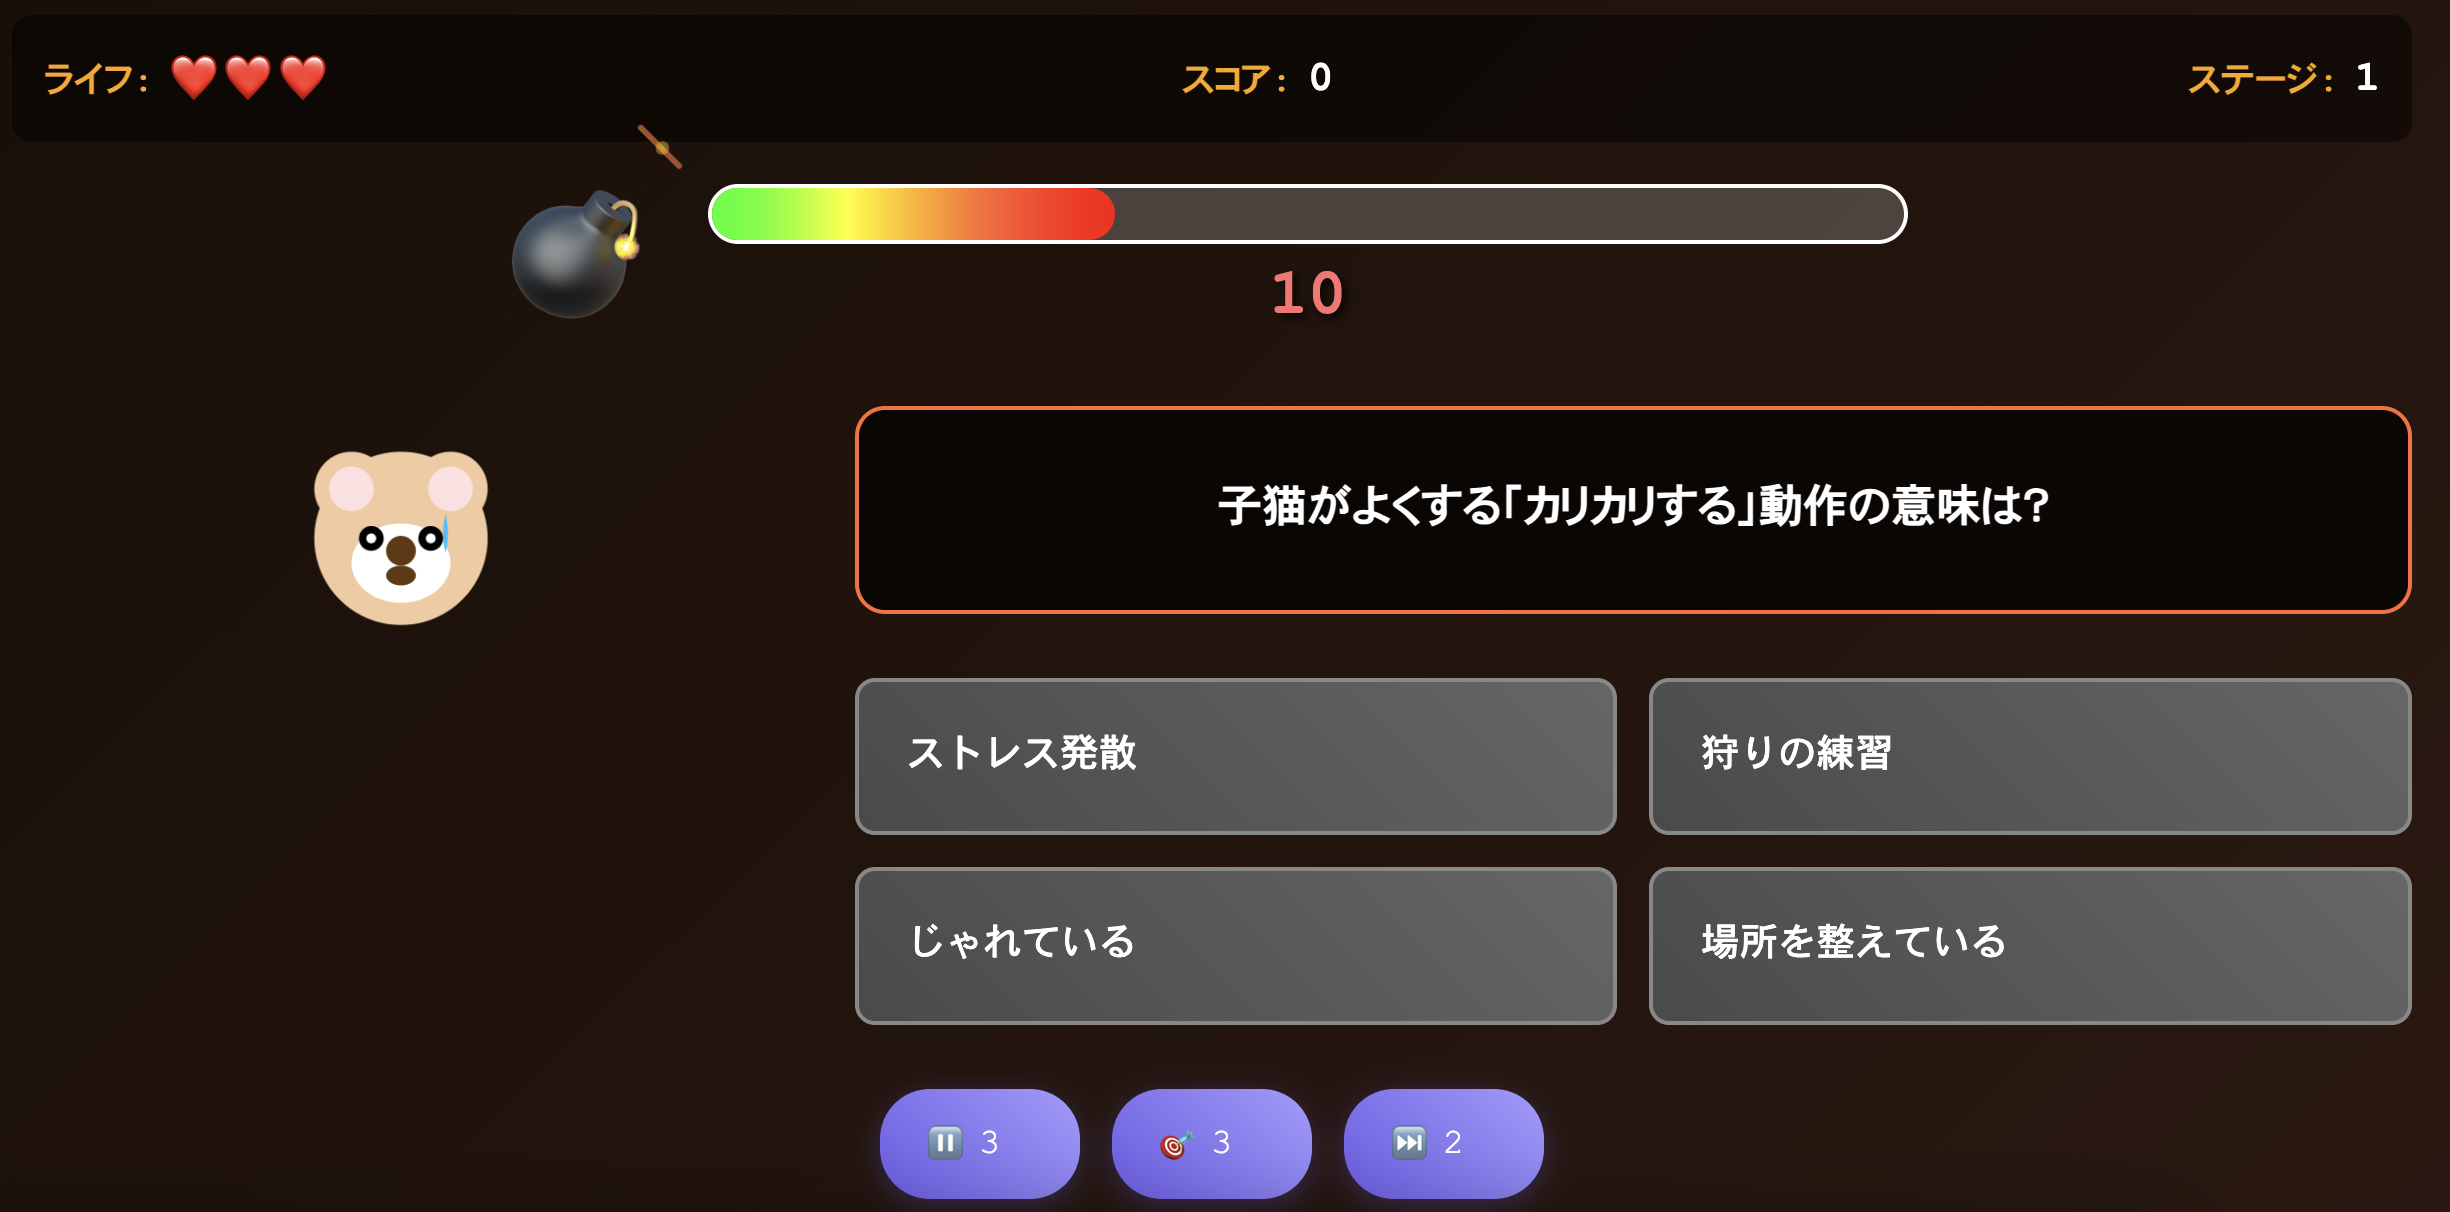 ライフ: ❤️❤️❤️
スコア: 0
ステージ: 1
10
子猫がよくする「カリカリする」動作の意味は?
ストレス発散
狩りの練習
じゃれている
場所を整えている
⏸️ 3
🎯 3
⏭️ 2